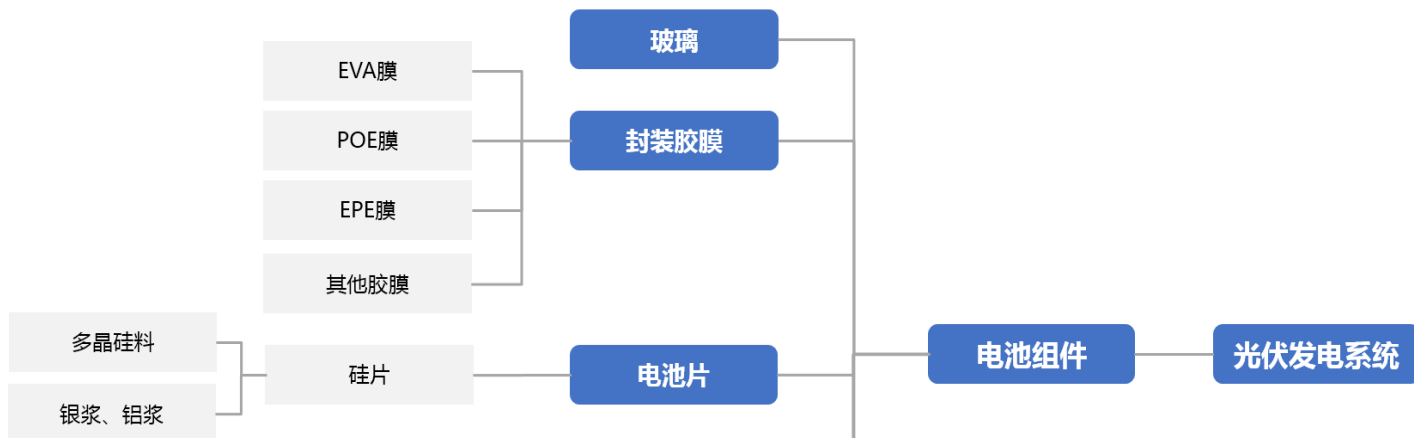 玻璃
EVA膜
POE膜
EPE膜
其他胶膜
封装胶膜
多晶硅料
银浆、铝浆
硅片
电池片
电池组件
光伏发电系统